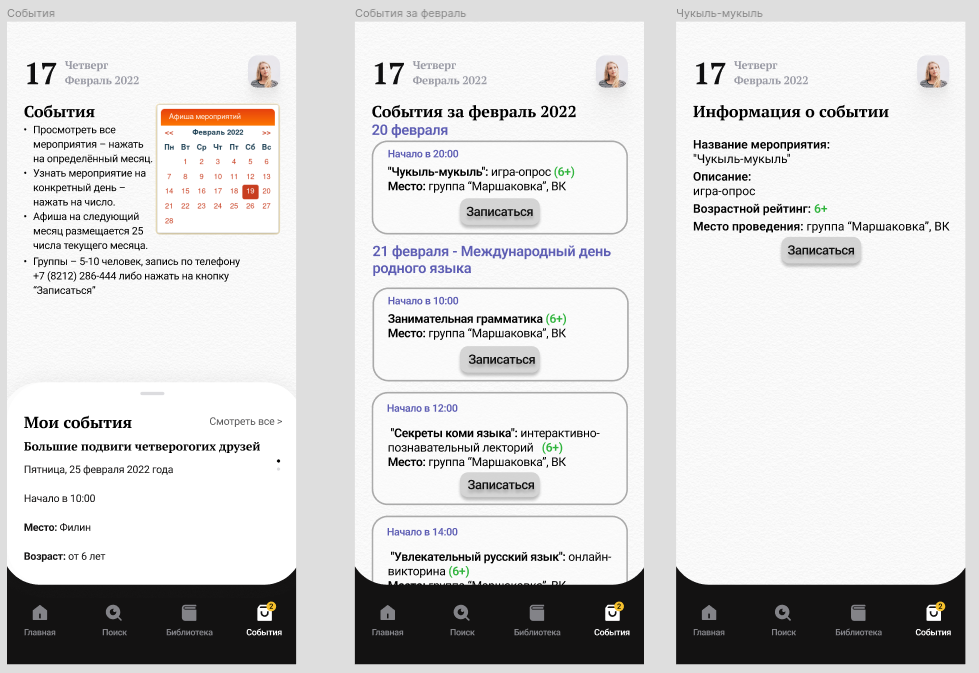 События
17
Четверг
Февраль 2022
События
• Просмотреть все
мероприятия – нажать
на определённый месяц.
• Узнать мероприятие на
конкретный день –
нажать на число.
• Афиша на следующий
месяц размещается 25
числа текущего месяца.
• Группы – 5-10 человек, запись по телефону
+7 (8212) 286-444 либо нажать на кнопку
“Записаться”
Афиша мероприятий
<< Февраль 2022 >>
Пн Вт Ср Чт Пт Сб Вс
1 2 3 4 5 6
7 8 9 10 11 12 13
14 15 16 17 18 19 20
21 22 23 24 25 26 27
28
Мои события
Смотреть все >
Большие подвиги четверогогих друзей
Пятница, 25 февраля 2022 года
Начало в 10:00
Место: Филин
Возраст: от 6 лет
2
Главная Поиск Библиотека События
События за февраль
17
Четверг
Февраль 2022
События за февраль 2022
20 февраля
Начало в 20:00
"Чукыль-мукыль": игра-опрос (6+)
Место: группа “Маршаковка”, ВК
Записаться
21 февраля - Международный день
родного языка
Начало в 10:00
Занимательная грамматика (6+)
Место: группа “Маршаковка”, ВК
Записаться
Начало в 12:00
"Секреты коми языка": интерактивно-
познавательный лекторий (6+)
Место: группа “Маршаковка”, ВК
Записаться
Начало в 14:00
"Увлекательный русский язык": онлайн-
викторина (6+)
Место: группа “Маршаковка”, ВК
2
Главная Поиск Библиотека События
Чукыль-мукыль
17
Четверг
Февраль 2022
Информация о событии
Название мероприятия:
"Чукыль-мукыль"
Описание:
игра-опрос
Возрастной рейтинг: 6+
Место проведения: группа “Маршаковка”, ВК
Записаться
2
Главная Поиск Библиотека События